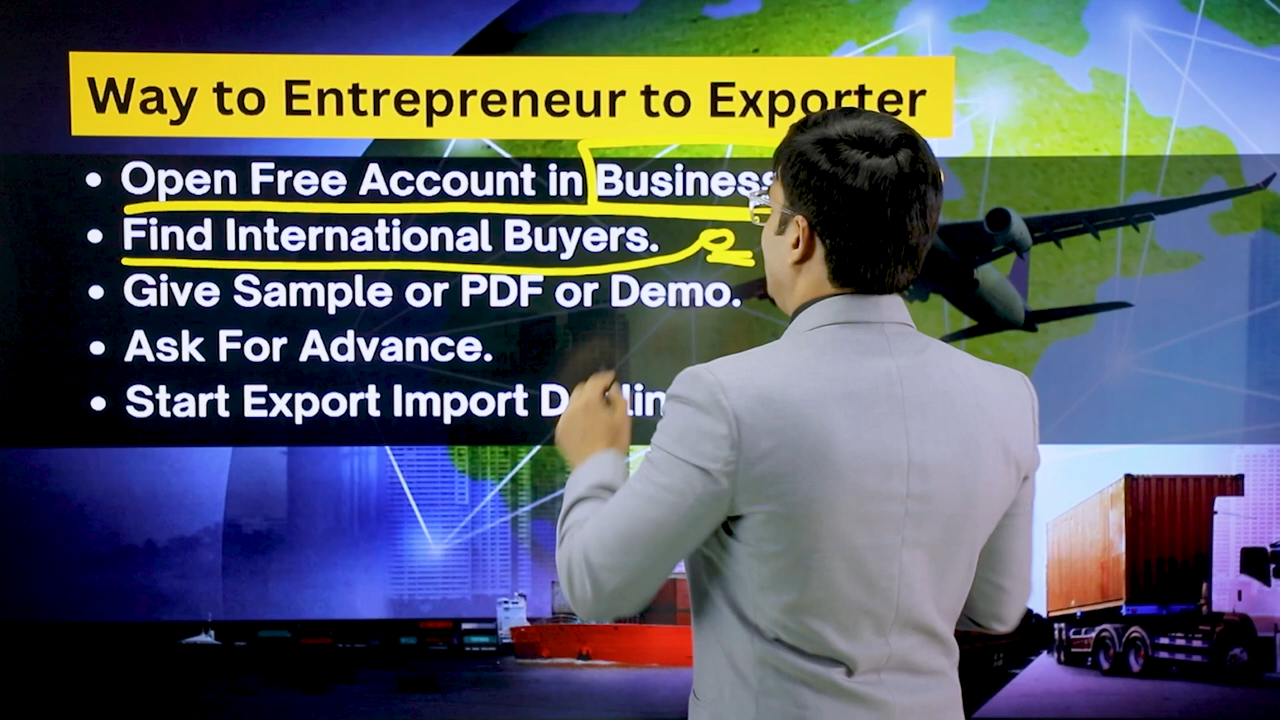 Way to Entrepreneur to Exporter
• Open Free Account in Business
• Find International Buyers.
• Give Sample or PDF or Demo.
• Ask For Advance.
• Start Export Import